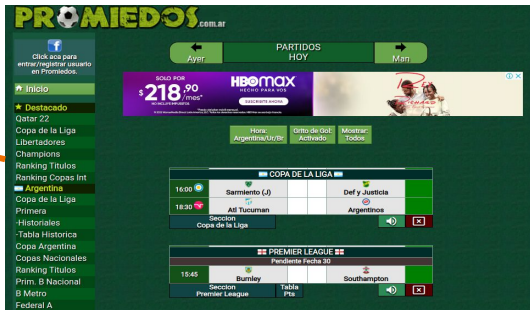 PROMIEDOS.com.ar
Click aca para
entrar/registrar usuario
en Promiedos.
Inicio
Destacado
Qatar 22
Copa de la Liga
Libertadores
Champions
Ranking Titulos
Ranking Copas Int
Argentina
Copa de la Liga
Primera
-Historiales
-Tabla Historica
Copa Argentina
Copas Nacionales
Ranking Titulos
Prim. B Nacional
B Metro
Federal A
Ayer
PARTIDOS
HOY
Man
SOLO POR
$218,90
/mes*
NO INCLUYE IMPUESTOS
HBOMAX
HECHO PARA VOS
SUSCRIBITE AHORA
Hora:
Argentina/Ur/Br
Grito de Gol:
Activado
Mostrar:
Todos
COPA DE LA LIGA
16:00 Sarmiento (J) Def y Justicia
18:30 Atl Tucuman Argentinos
Seccion
Copa de la Liga
PREMIER LEAGUE
Pendiente Fecha 30
15:45 Burnley Southampton
Seccion Tabla
Premier League Pts